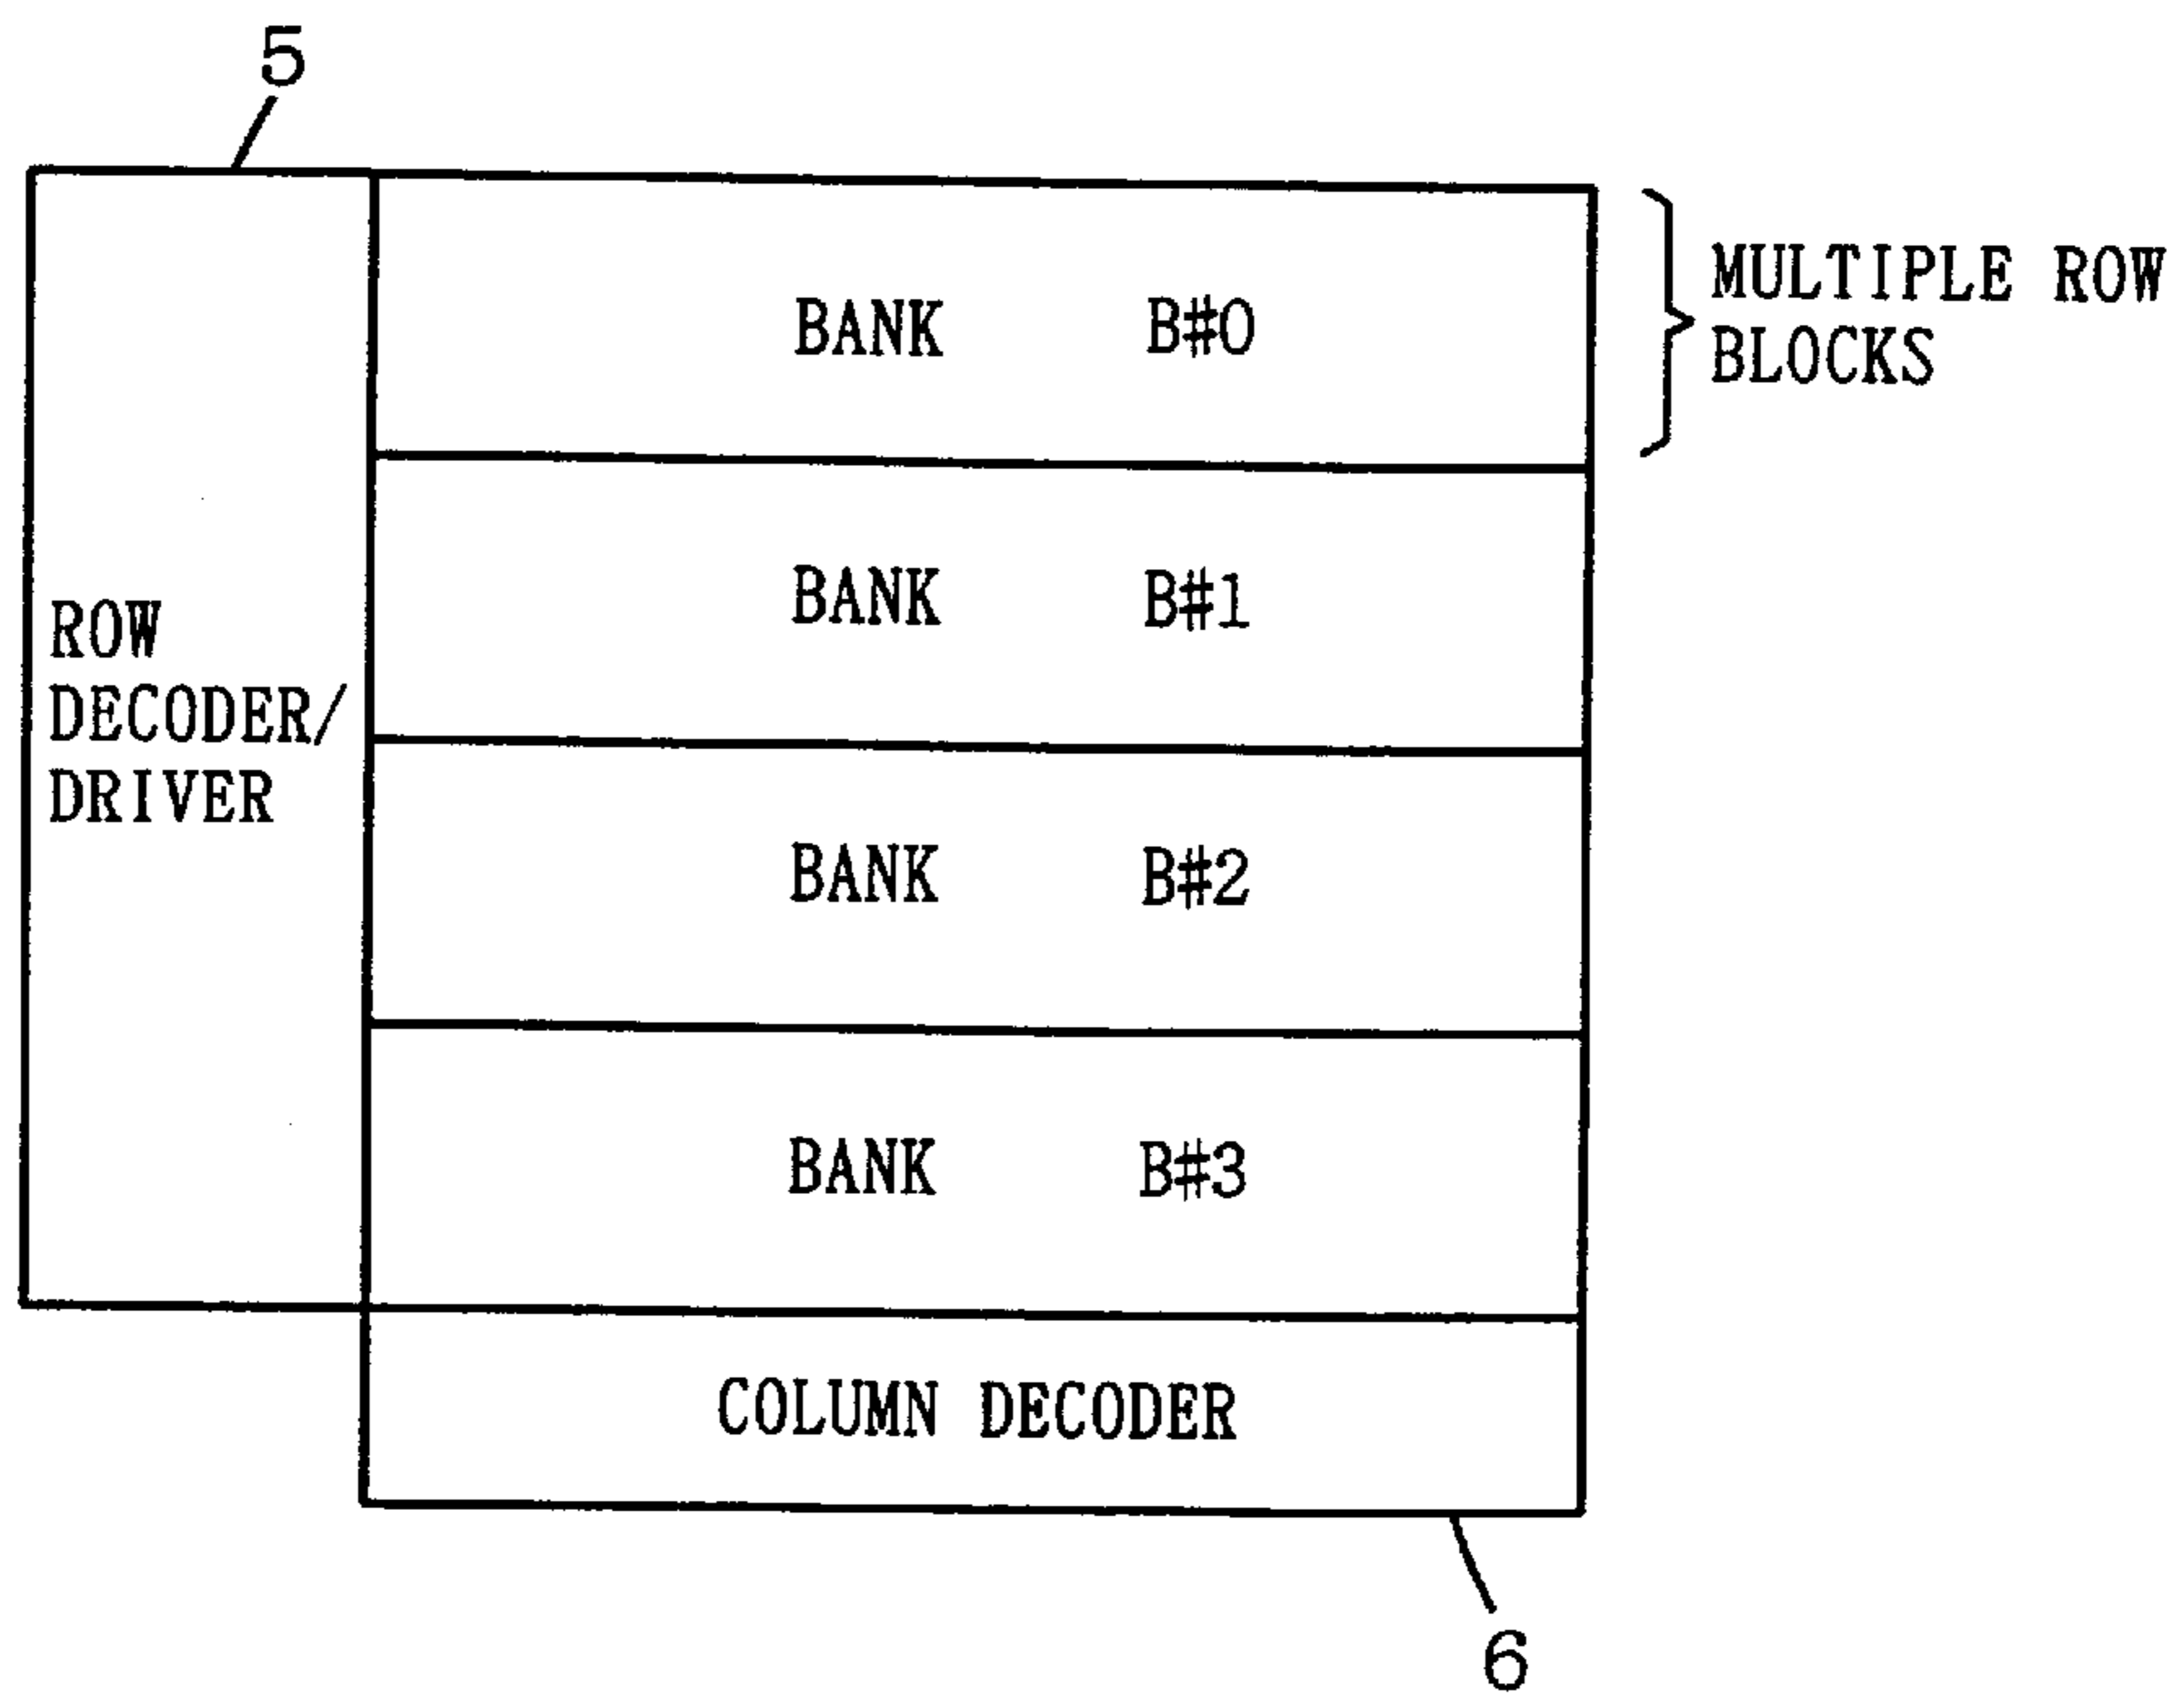 5
BANK B#0
MULTIPLE ROW
BLOCKS
BANK B#1
ROW
DECODER/
DRIVER
BANK B#2
BANK B#3
COLUMN DECODER
6